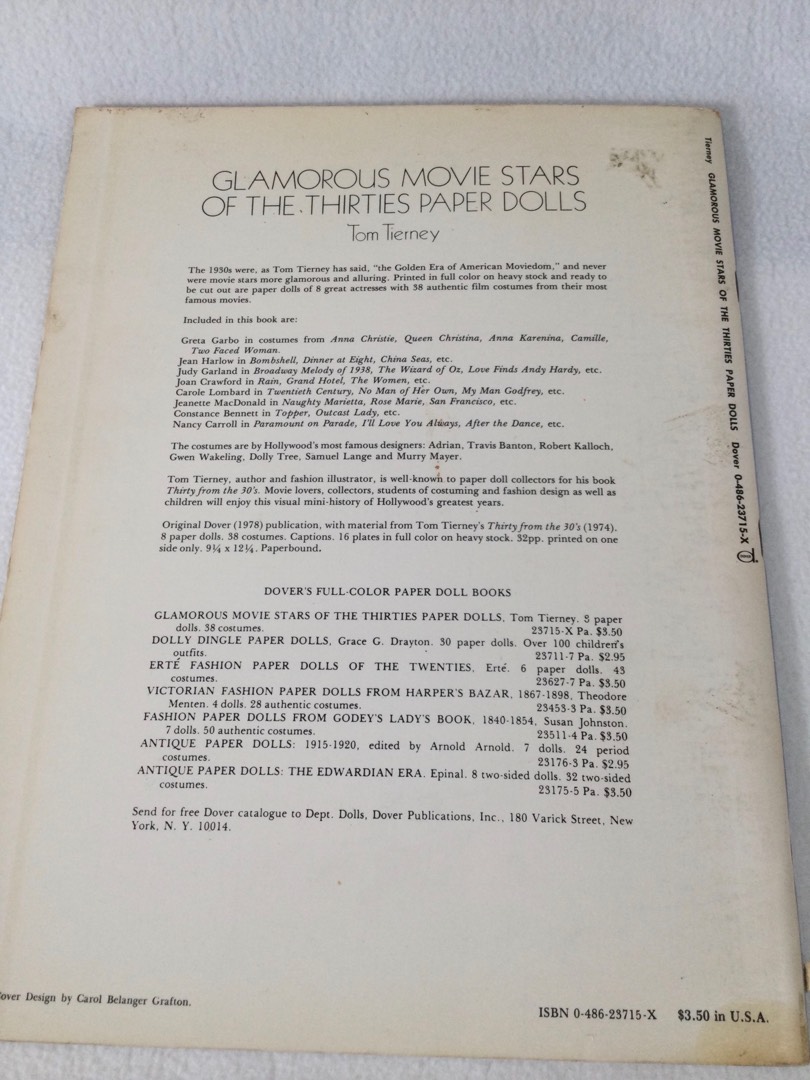 GLAMOROUS MOVIE STARS
OF THE THIRTIES PAPER DOLLS
Tom Tierney
The 1930s were, as Tom Tierney has said, "the Golden Era of American Moviedom," and never
were movie stars more glamorous and alluring. Printed in full color on heavy stock and ready to
be cut out are paper dolls of 8 great actresses with 38 authentic film costumes from their most
famous movies.
Included in this book are:
Greta Garbo in costumes from Anna Christie, Queen Christina, Anna Karenina, Camille,
Two Faced Woman.
Jean Harlow in Bombshell, Dinner at Eight, China Seas, etc.
Judy Garland in Broadway Melody of 1938, The Wizard of Oz, Love Finds Andy Hardy, etc.
Joan Crawford in Rain, Grand Hotel, The Women, etc.
Carole Lombard in Twentieth Century, No Man of Her Own, My Man Godfrey, etc.
Jeanette MacDonald in Naughty Marietta, Rose Marie, San Francisco, etc.
Constance Bennett in Topper, Outcast Lady, etc.
Nancy Carroll in Paramount on Parade, I'll Love You Always, After the Dance, etc.
The costumes are by Hollywood's most famous designers: Adrian, Travis Banton, Robert Kalloch,
Gwen Wakeling, Dolly Tree, Samuel Lange and Murry Mayer.
Tom Tierney, author and fashion illustrator, is well-known to paper doll collectors for his book
Thirty from the 30's. Movie lovers, collectors, students of costuming and fashion design as well as
children will enjoy this visual mini-history of Hollywood's greatest years.
Original Dover (1978) publication, with material from Tom Tierney's Thirty from the 30's (1974).
8 paper dolls. 38 costumes. Captions. 16 plates in full color on heavy stock. 32pp. printed on one
side only. 9¼ x 12¼. Paperbound.
DOVER'S FULL-COLOR PAPER DOLL BOOKS
GLAMOROUS MOVIE STARS OF THE THIRTIES PAPER DOLLS, Tom Tierney. 8 paper
dolls. 38 costumes. 23715-X Pa. $3.50
DOLLY DINGLE PAPER DOLLS, Grace G. Drayton. 30 paper dolls. Over 100 children's
outfits. 23711-7 Pa. $2.95
ERTÉ FASHION PAPER DOLLS OF THE TWENTIES, Erté. 6 paper dolls. 43
costumes. 23627-7 Pa. $3.50
VICTORIAN FASHION PAPER DOLLS FROM HARPER'S BAZAR, 1867-1898, Theodore
Menten. 4 dolls. 28 authentic costumes. 23453-3 Pa. $3.50
FASHION PAPER DOLLS FROM GODEY'S LADY'S BOOK, 1840-1854, Susan Johnston.
7 dolls. 50 authentic costumes. 23511-4 Pa. $3.50
ANTIQUE PAPER DOLLS: 1915-1920, edited by Arnold Arnold. 7 dolls. 24 period
costumes. 23176-3 Pa. $2.95
ANTIQUE PAPER DOLLS: THE EDWARDIAN ERA. Epinal. 8 two-sided dolls. 32 two-sided
costumes. 23175-5 Pa. $3.50
Send for free Dover catalogue to Dept. Dolls, Dover Publications, Inc., 180 Varick Street, New
York, N. Y. 10014.
over Design by Carol Belanger Grafton.
ISBN 0-486-23715-X $3.50 in U.S.A.
Tierney GLAMOROUS MOVIE STARS OF THE THIRTIES PAPER DOLLS Dover 0-486-23715-X